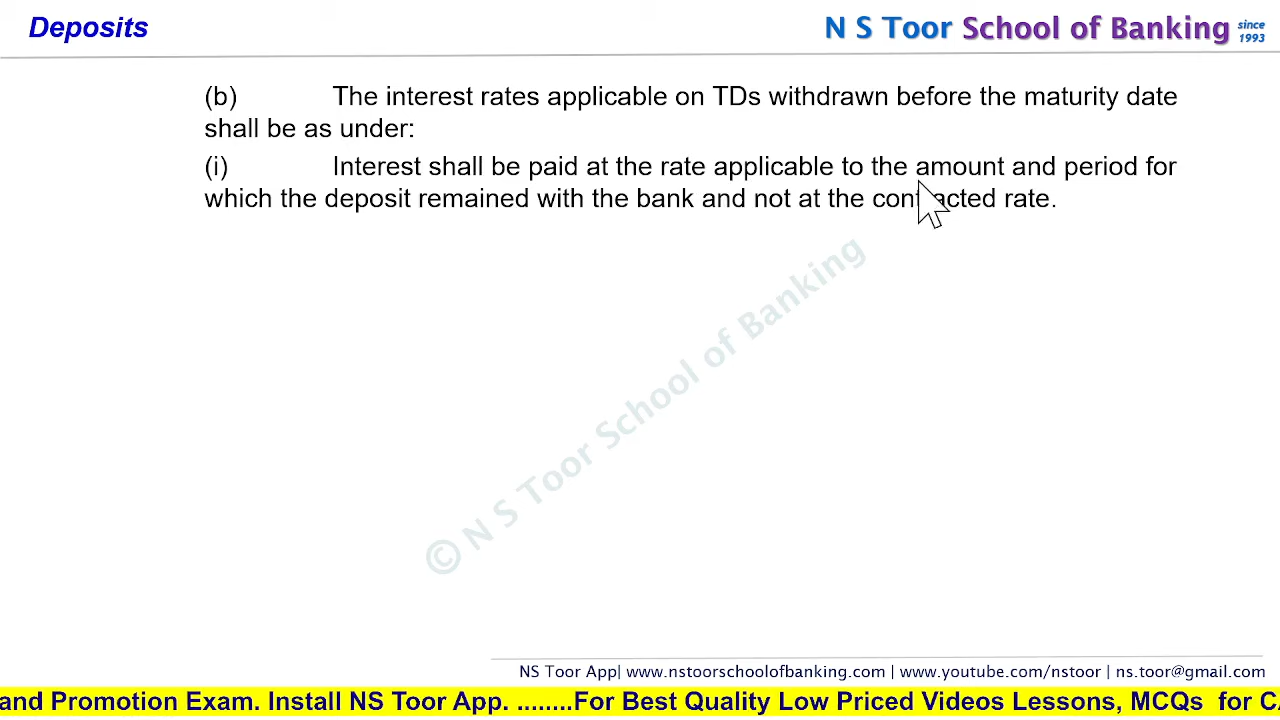 Deposits
N S Toor School of Banking since 1993
(b) The interest rates applicable on TDs withdrawn before the maturity date
shall be as under:
(i) Interest shall be paid at the rate applicable to the amount and period for
which the deposit remained with the bank and not at the contracted rate.
© N S Toor School of Banking
NS Toor App| www.nstoorschoolofbanking.com | www.youtube.com/nstoor | ns.toor@gmail.com
and Promotion Exam. Install NS Toor App. ........For Best Quality Low Priced Videos Lessons, MCQs for